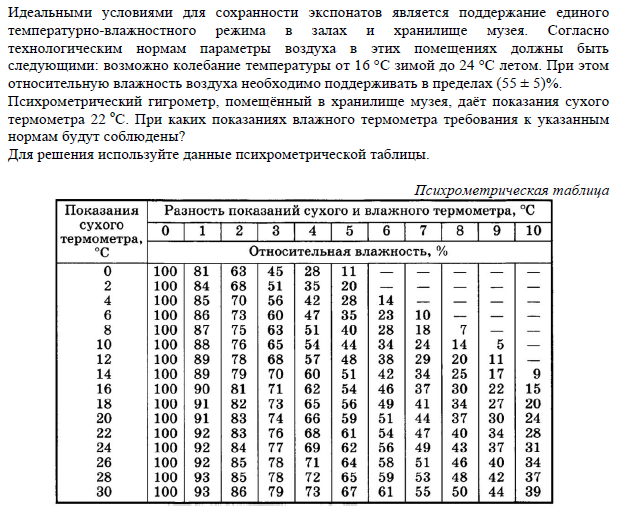 Идеальными условиями для сохранности экспонатов является поддержание единого
температурно-влажностного режима в залах и хранилище музея. Согласно
технологическим нормам параметры воздуха в этих помещениях должны быть
следующими: возможно колебание температуры от 16 °С зимой до 24 °С летом. При этом
относительную влажность воздуха необходимо поддерживать в пределах (55 ± 5)%.
Психрометрический гигрометр, помещённый в хранилище музея, даёт показания сухого
термометра 22 °С. При каких показаниях влажного термометра требования к указанным
нормам будут соблюдены?
Для решения используйте данные психрометрической таблицы.
Психрометрическая таблица
Показания сухого термометра, °С
Разность показаний сухого и влажного термометра, °С
0 1 2 3 4 5 6 7 8 9 10
Относительная влажность, %
0 100 81 63 45 28 11 — — — — —
2 100 84 68 51 35 20 — — — — —
4 100 85 70 56 42 28 14 — — — —
6 100 86 73 60 47 35 23 10 — — —
8 100 87 75 63 51 40 28 18 7 — —
10 100 88 76 65 54 44 34 24 14 5 —
12 100 89 78 68 57 48 38 29 20 11 —
14 100 89 79 70 60 51 42 34 25 17 9
16 100 90 81 71 62 54 46 37 30 22 15
18 100 91 82 73 65 56 49 41 34 27 20
20 100 91 83 74 66 59 51 44 37 30 24
22 100 92 83 76 68 61 54 47 40 34 28
24 100 92 84 77 69 62 56 49 43 37 31
26 100 92 85 78 71 64 58 51 46 40 34
28 100 93 85 78 72 65 59 53 48 42 37
30 100 93 86 79 73 67 61 55 50 44 39